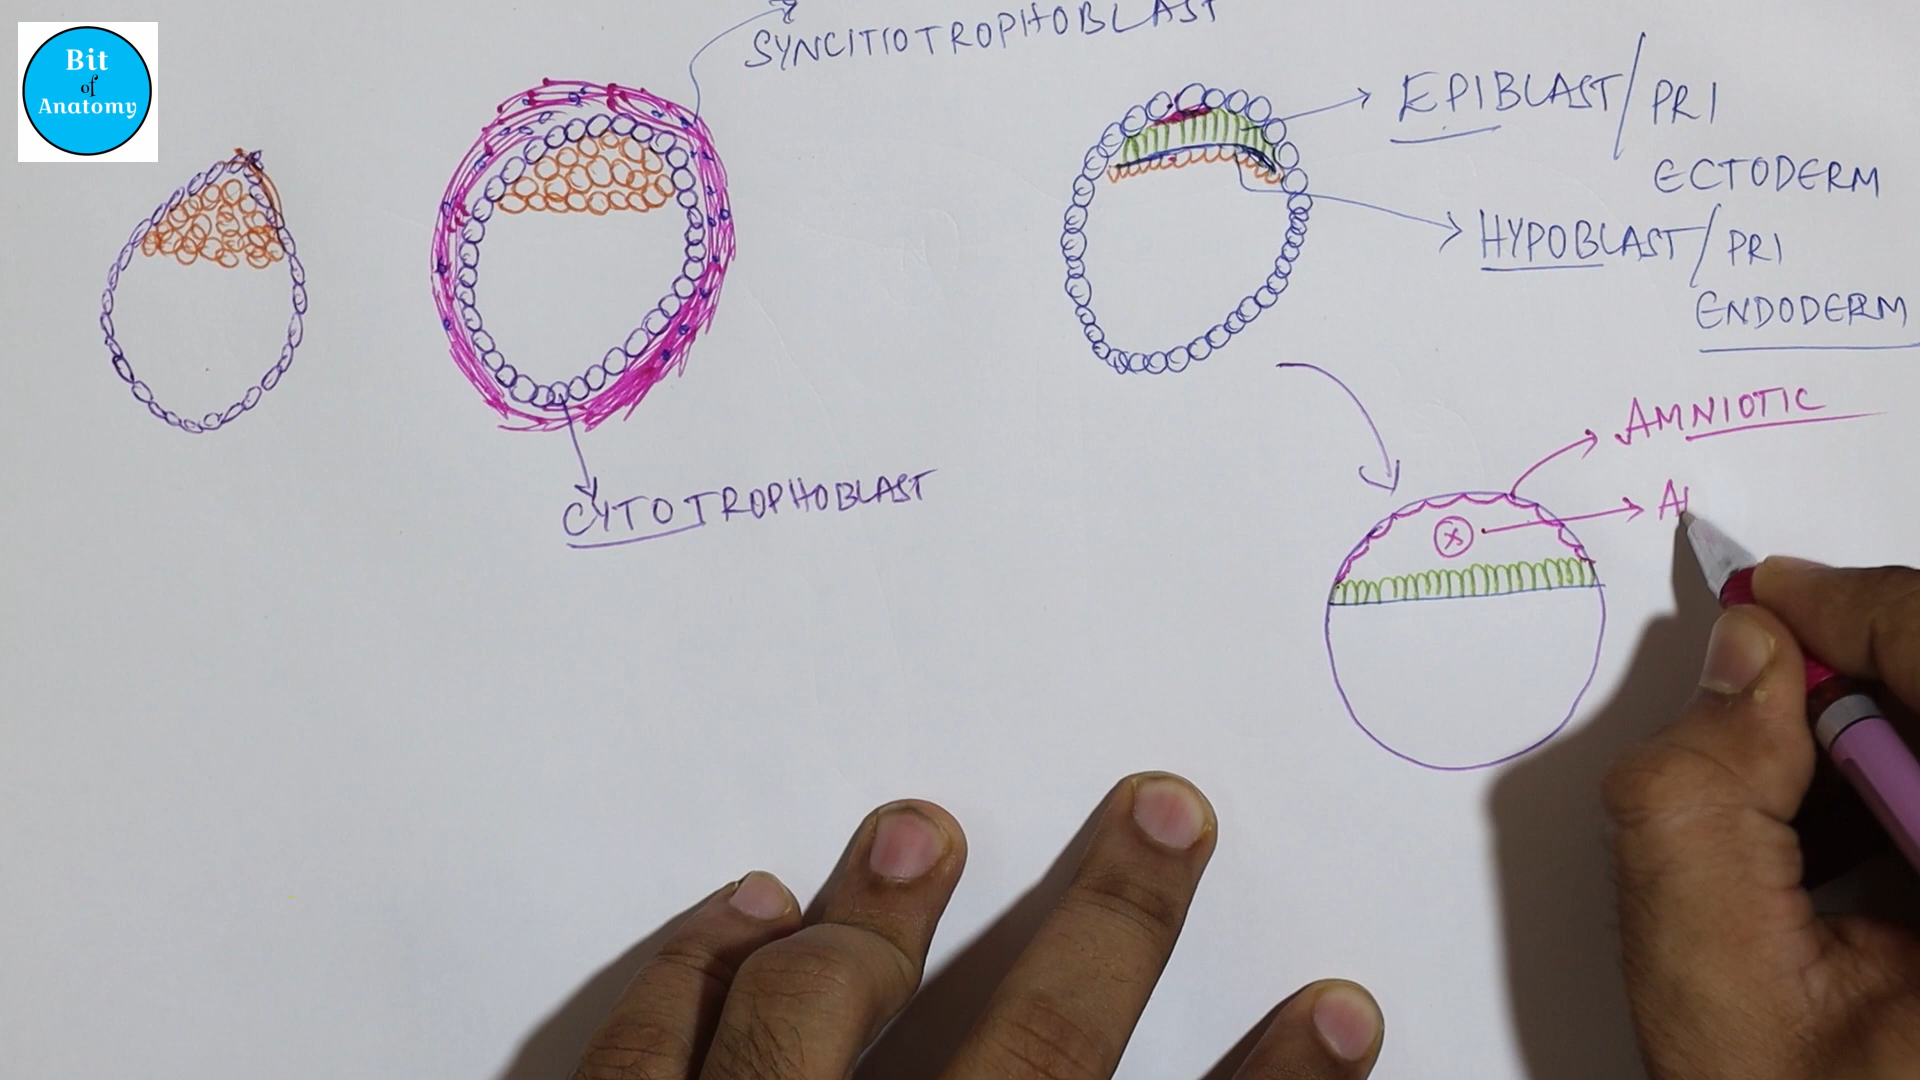 Bit
of
Anatomy
SYNCITIOTROPHOBLAST
EPIBLAST/PRI
ECTODERM
HYPOBLAST/PRI
ENDODERM
AMNIOTIC
CYTOTROPHOBLAST
X